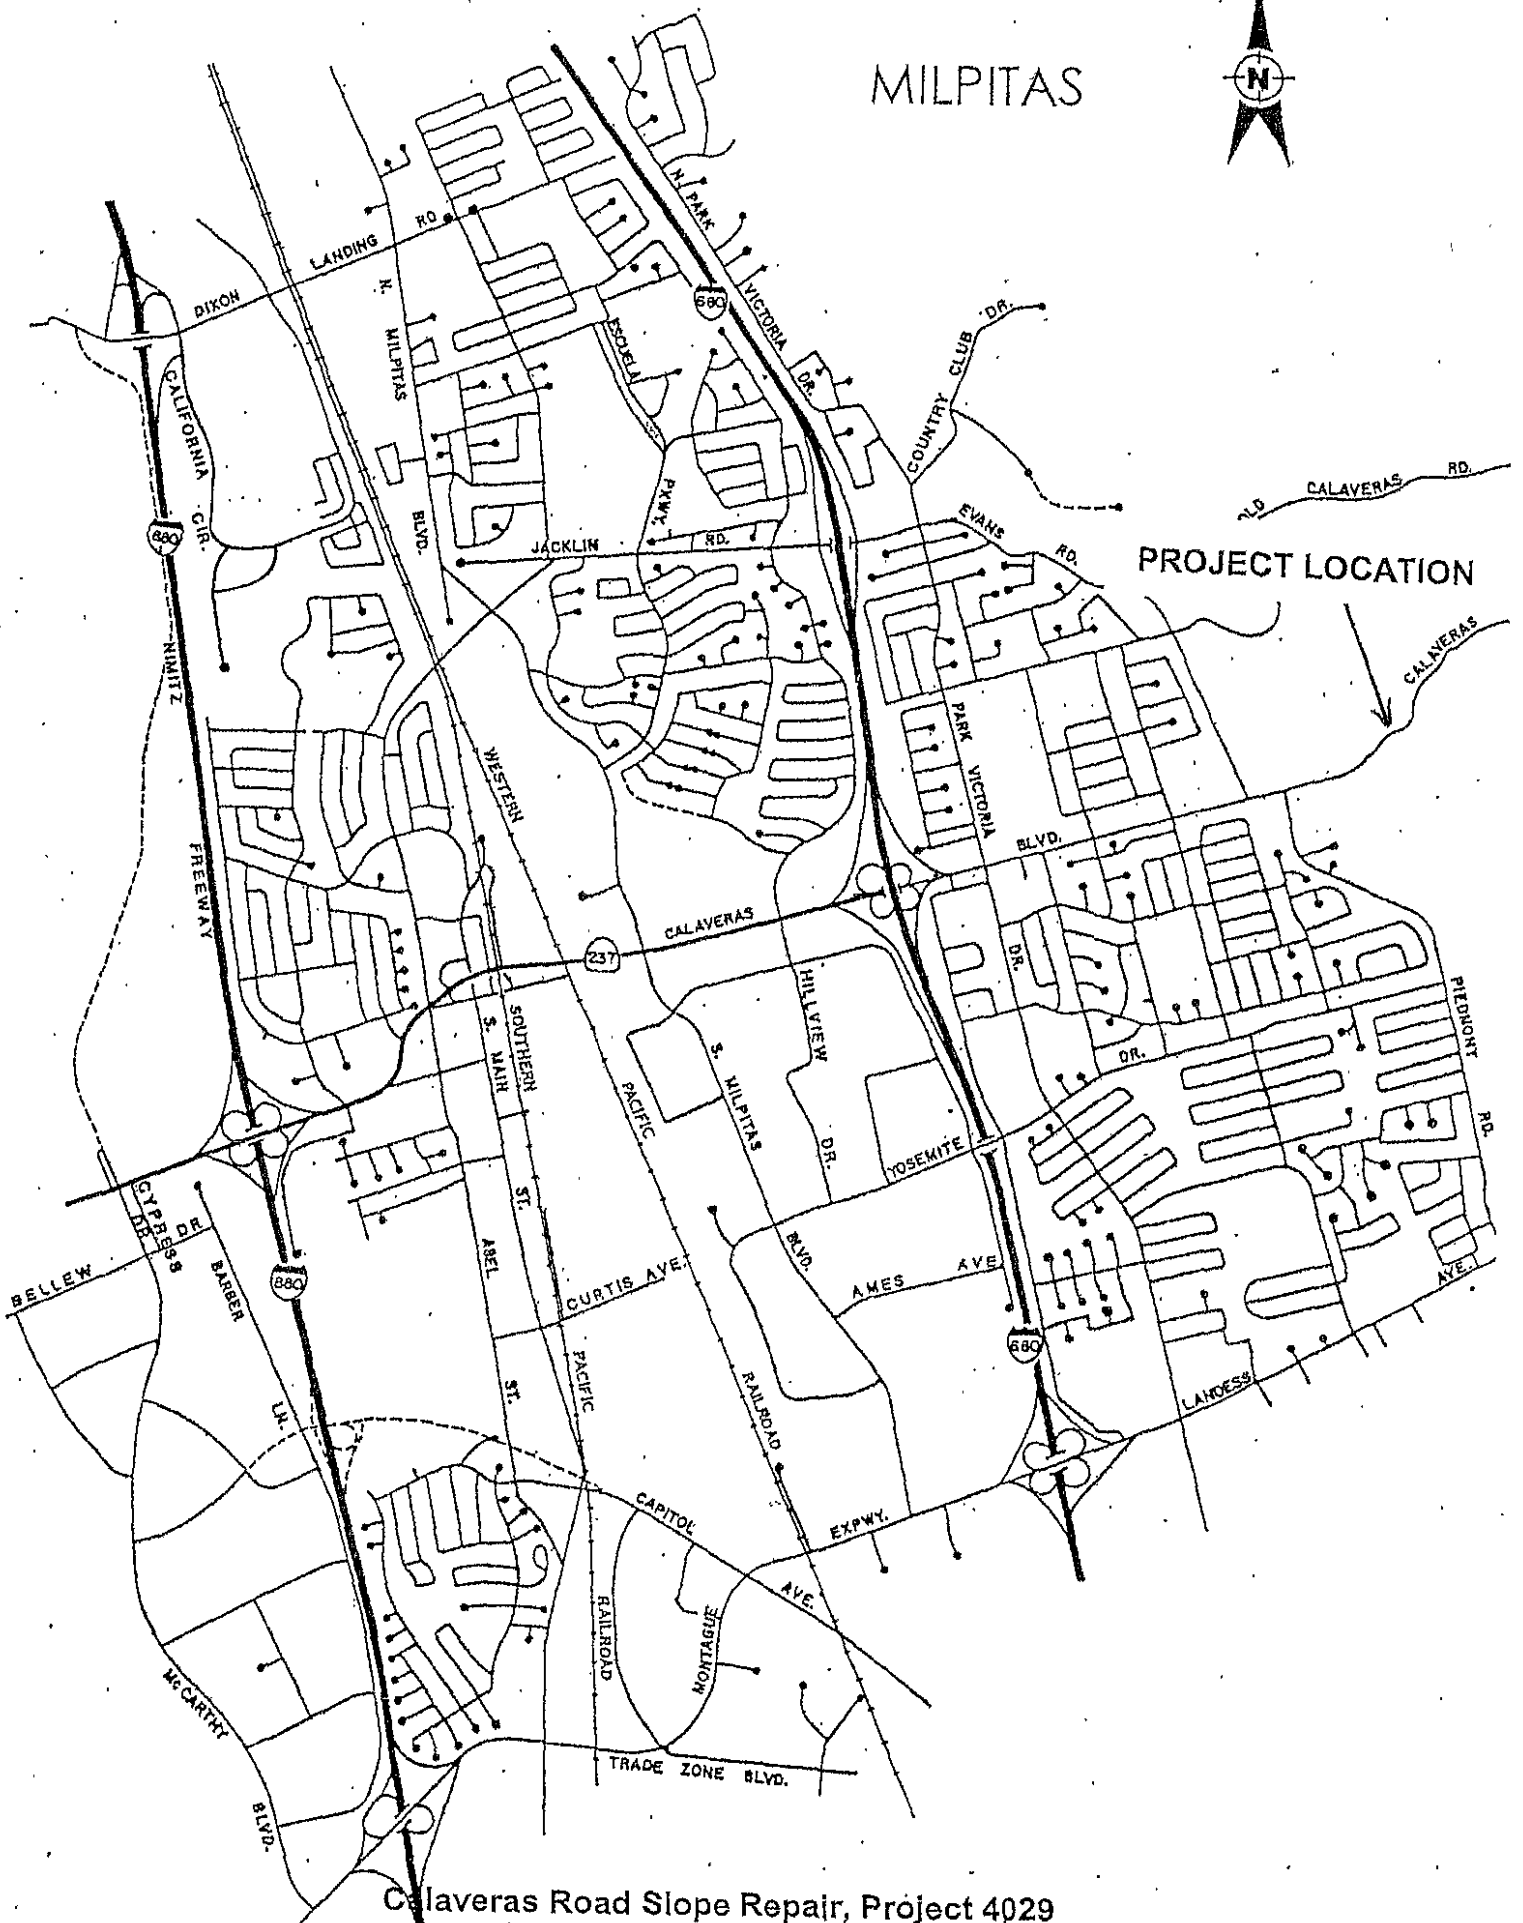 MILPITAS
N
N. PARK
VICTORIA
DR.
DIXON
LANDING
RD
N.
MILPITAS
BLVD.
680
ESCUELA
PKWY.
COUNTRY CLUB DR.
CALAVERAS RD.
CALIFORNIA
CIR.
880
JACKLIN
RD.
EVANS
RD.
PROJECT LOCATION
CALAVERAS
NIMITZ
FREEWAY
WESTERN
PARK
VICTORIA
DR.
BLVD.
CALAVERAS
237
HILLVIEW
DR.
PIEDMONT
RD.
SOUTHERN
S. MAIN
ST.
PACIFIC
S. MILPITAS
BLVD.
YOSEMITE
DR.
CYPRESS
DR
BELLEW
DR
BARBER
LN.
880
ABEL
ST.
CURTIS AVE.
AMES
AVE.
AVE.
PACIFIC
RAILROAD
680
LANDESS
CAPITOL
AVE.
EXPWY.
MONTAGUE
RAILROAD
McCARTHY
BLVD.
TRADE ZONE BLVD.
Calaveras Road Slope Repair, Project 4029